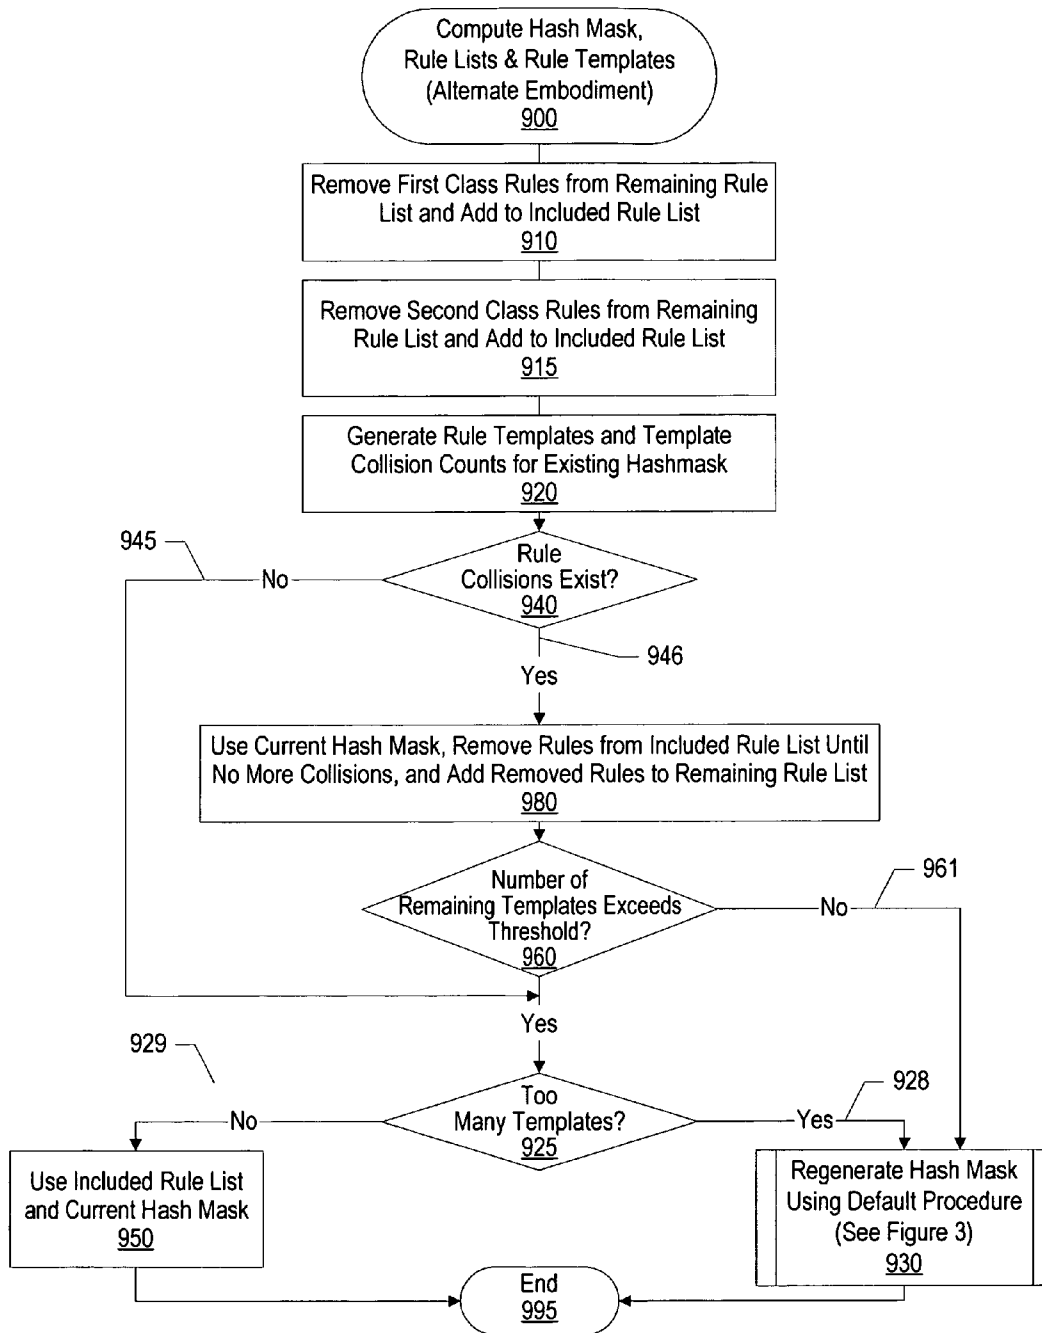 Compute Hash Mask,
Rule Lists & Rule Templates
(Alternate Embodiment)
900
Remove First Class Rules from Remaining Rule
List and Add to Included Rule List
910
Remove Second Class Rules from Remaining
Rule List and Add to Included Rule List
915
Generate Rule Templates and Template
Collision Counts for Existing Hashmask
920
945
No
Rule
Collisions Exist?
940
946
Yes
Use Current Hash Mask, Remove Rules from Included Rule List Until
No More Collisions, and Add Removed Rules to Remaining Rule List
980
Number of
Remaining Templates Exceeds
Threshold?
960
No
961
Yes
929
No
Too
Many Templates?
925
Yes
928
Use Included Rule List
and Current Hash Mask
950
Regenerate Hash Mask
Using Default Procedure
(See Figure 3)
930
End
995